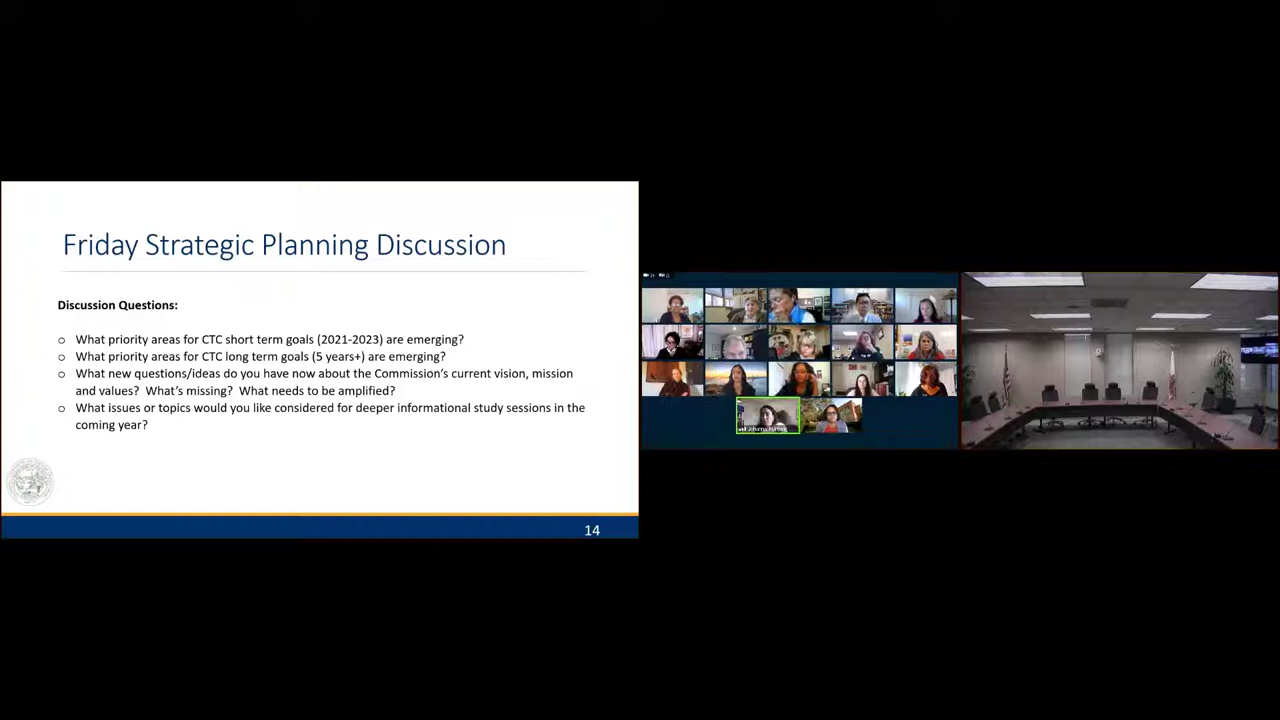 Friday Strategic Planning Discussion
Discussion Questions:
o What priority areas for CTC short term goals (2021-2023) are emerging?
o What priority areas for CTC long term goals (5 years+) are emerging?
o What new questions/ideas do you have now about the Commission's current vision, mission
and values?  What's missing?  What needs to be amplified?
o What issues or topics would you like considered for deeper informational study sessions in the
coming year?
14